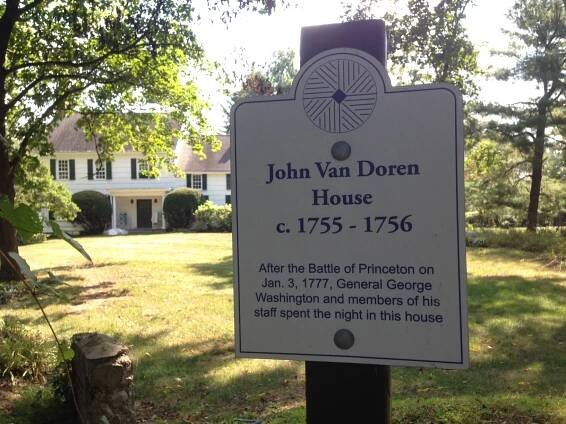 John Van Doren
House
c. 1755 - 1756
After the Battle of Princeton on
Jan. 3, 1777, General George
Washington and members of his
staff spent the night in this house